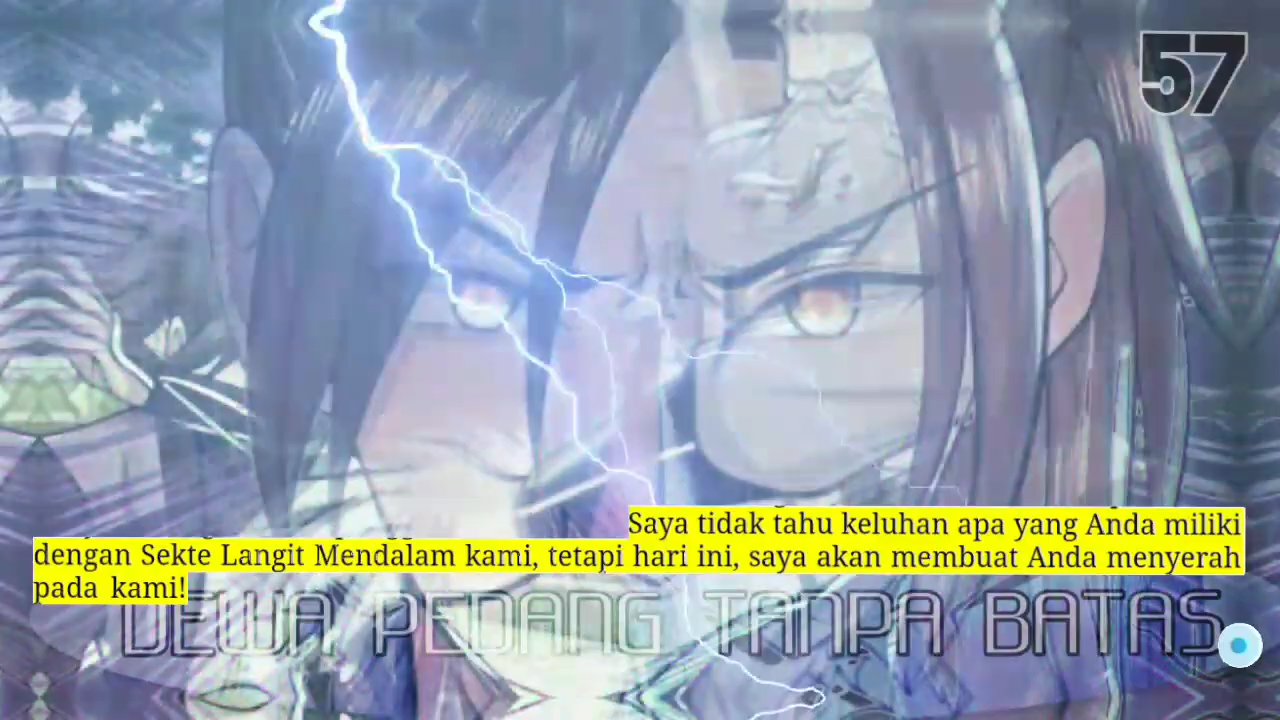 57
Saya tidak tahu keluhan apa yang Anda miliki
dengan Sekte Langit Mendalam kami, tetapi hari ini, saya akan membuat Anda menyerah
pada kami!
DEWA PEDANG TANPA BATAS